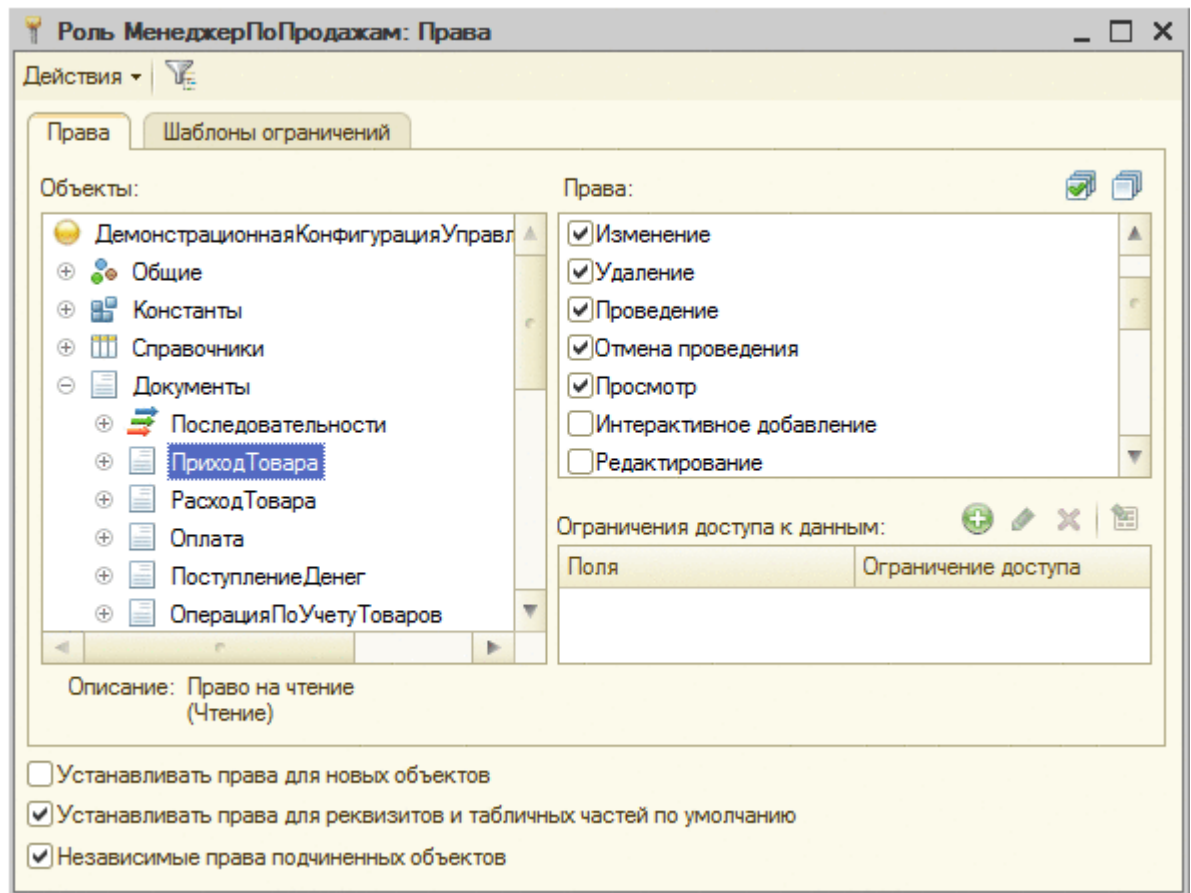 Роль МенеджерПоПродажам: Права
Действия
Права
Шаблоны ограничений
Объекты:
ДемонстрационнаяКонфигурацияУправл
Общие
Константы
Справочники
Документы
Последовательности
ПриходТовара
РасходТовара
Оплата
ПоступлениеДенег
ОперацияПоУчетуТоваров
Описание: Право на чтение
(Чтение)
Права:
Изменение
Удаление
Проведение
Отмена проведения
Просмотр
Интерактивное добавление
Редактирование
Ограничения доступа к данным:
Поля Ограничение доступа
Устанавливать права для новых объектов
Устанавливать права для реквизитов и табличных частей по умолчанию
Независимые права подчиненных объектов